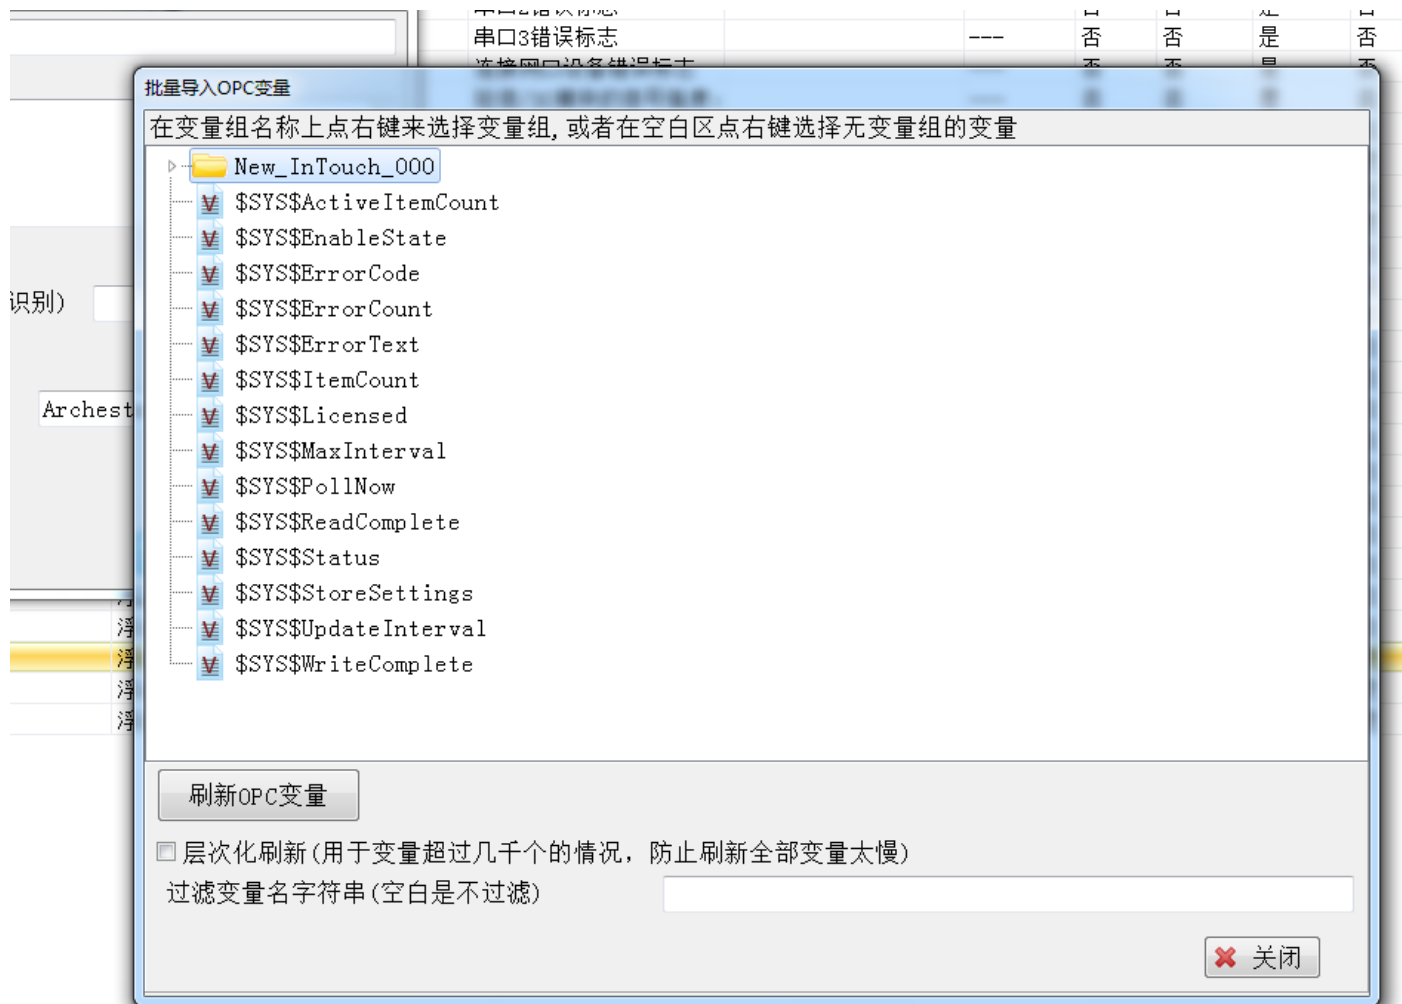 串口3错误标志 --- 否 否 是 否
批量导入OPC变量
在变量组名称上点右键来选择变量组,或者在空白区点右键选择无变量组的变量
New_InTouch_000
$SYS$ActiveItemCount
$SYS$EnableState
$SYS$ErrorCode
识别)
$SYS$ErrorCount
$SYS$ErrorText
$SYS$ItemCount
Archest
$SYS$Licensed
$SYS$MaxInterval
$SYS$PollNow
$SYS$ReadComplete
$SYS$Status
$SYS$StoreSettings
$SYS$UpdateInterval
$SYS$WriteComplete
刷新OPC变量
层次化刷新(用于变量超过几千个的情况，防止刷新全部变量太慢)
过滤变量名字符串(空白是不过滤)
关闭